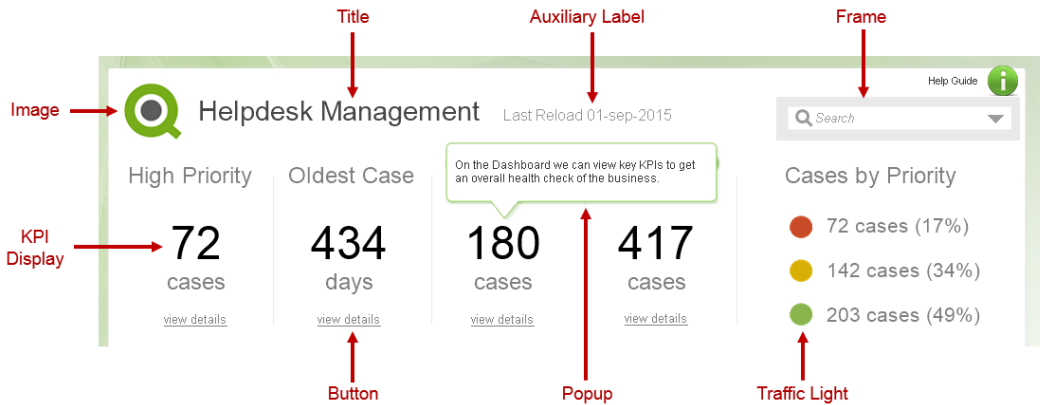 Title
Auxiliary Label
Frame
Help Guide
i
Image
Helpdesk Management
Last Reload 01-sep-2015
Search
High Priority
Oldest Case
On the Dashboard we can view key KPIs to get
an overall health check of the business.
Cases by Priority
KPI
Display
72
434
180
417
cases
days
cases
cases
view details
view details
view details
view details
72 cases (17%)
142 cases (34%)
203 cases (49%)
Button
Popup
Traffic Light